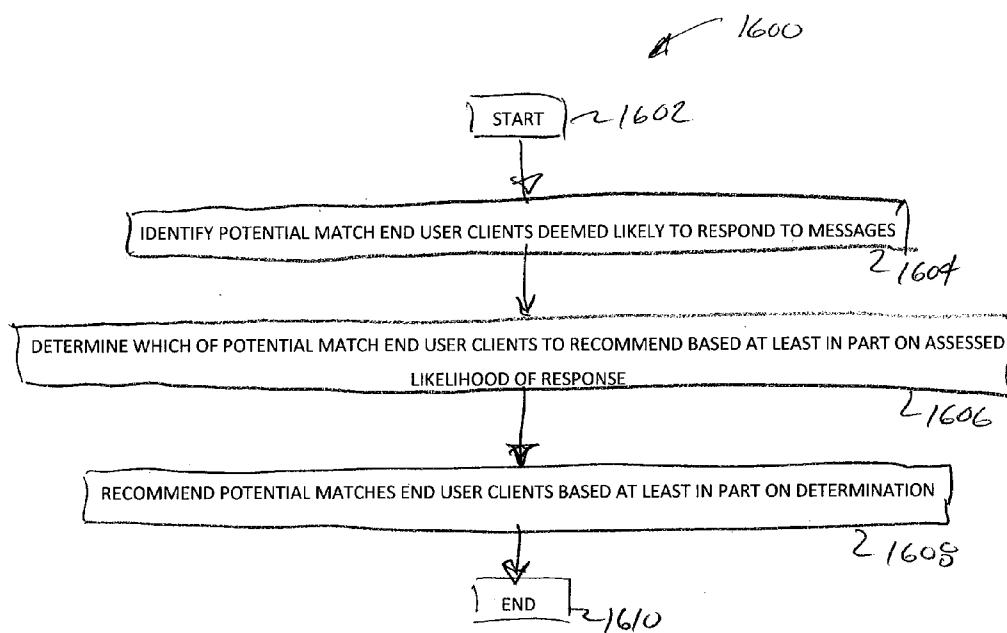 1600
START 1602
IDENTIFY POTENTIAL MATCH END USER CLIENTS DEEMED LIKELY TO RESPOND TO MESSAGES
1604
DETERMINE WHICH OF POTENTIAL MATCH END USER CLIENTS TO RECOMMEND BASED AT LEAST IN PART ON ASSESSED
LIKELIHOOD OF RESPONSE
1606
RECOMMEND POTENTIAL MATCHES END USER CLIENTS BASED AT LEAST IN PART ON DETERMINATION
1608
END 1610